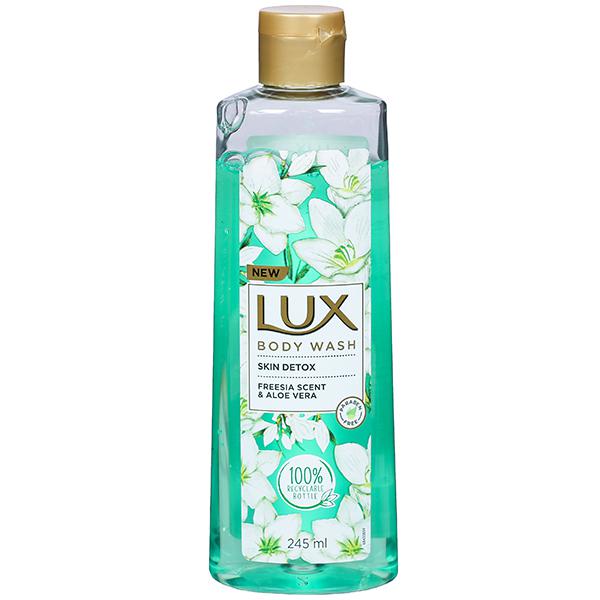 NEW
LUX
BODY WASH
SKIN DETOX
FREESIA SCENT
& ALOE VERA
PARABEN
FREE
100%
RECYCLABLE
BOTTLE
245 ml